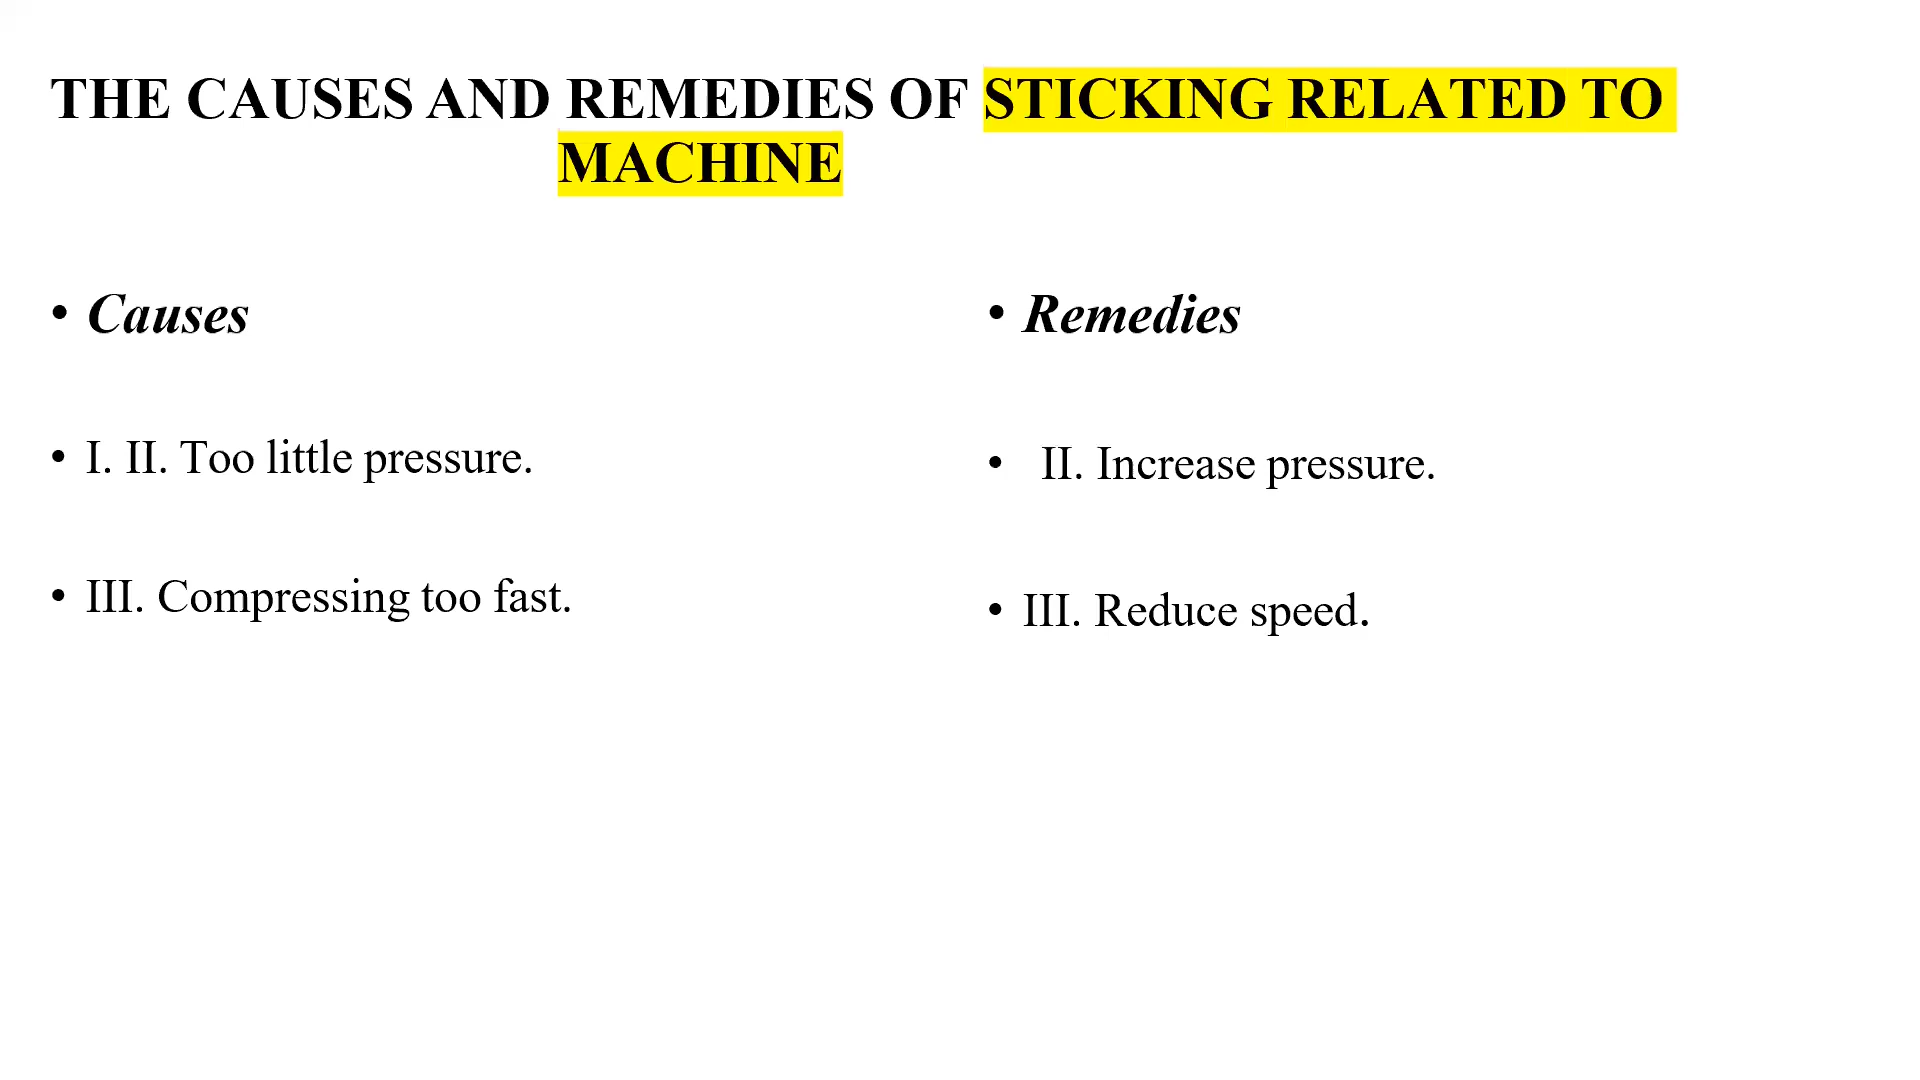 THE CAUSES AND REMEDIES OF STICKING RELATED TO
MACHINE
• Causes
• I. II. Too little pressure.
• III. Compressing too fast.
• Remedies
• II. Increase pressure.
• III. Reduce speed.